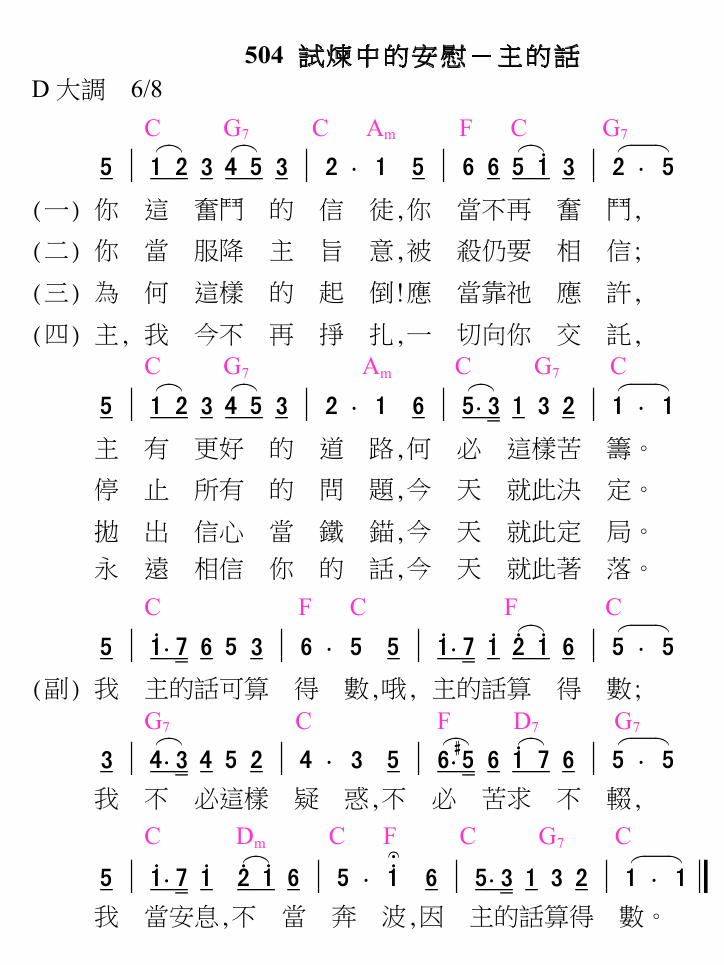 504 試煉中的安慰－主的話
D 大調 6/8
C G7 C Am F C G7
5 | 1 2 3 4 5 3 | 2 · 1 5 | 6 6 5 i 3 | 2 · 5
(一) 你 這 奮鬥 的 信 徒,你 當不再 奮 鬥,
(二) 你 當 服降 主 旨 意,被 殺仍要 相 信;
(三) 為 何 這樣 的 起 倒!應 當靠祂 應 許,
(四) 主, 我 今不 再 掙 扎,一 切向你 交 託,
C G7 Am C G7 C
5 | 1 2 3 4 5 3 | 2 · 1 6 | 5· 3 1 3 2 | 1 · 1
主 有 更好 的 道 路,何 必 這樣苦 籌。
停 止 所有 的 問 題,今 天 就此決 定。
拋 出 信心 當 鐵 錨,今 天 就此定 局。
永 遠 相信 你 的 話,今 天 就此著 落。
C F C F C
5 | i· 7 6 5 3 | 6 · 5 5 | i· 7 i 2̇ i 6 | 5 · 5
(副) 我 主的話可算 得 數,哦, 主的話算 得 數;
G7 C F D7 G7
3 | 4· 3 4 5 2 | 4 · 3 5 | 6· #5 6 i 7 6 | 5 · 5
我 不 必這樣 疑 惑,不 必 苦求 不 輟,
C Dm C F C G7 C
5 | i· 7 i 2̇ i 6 | 5 · i 6 | 5· 3 1 3 2 | 1 · 1 ‖
我 當安息,不 當 奔 波,因 主的話算得 數。